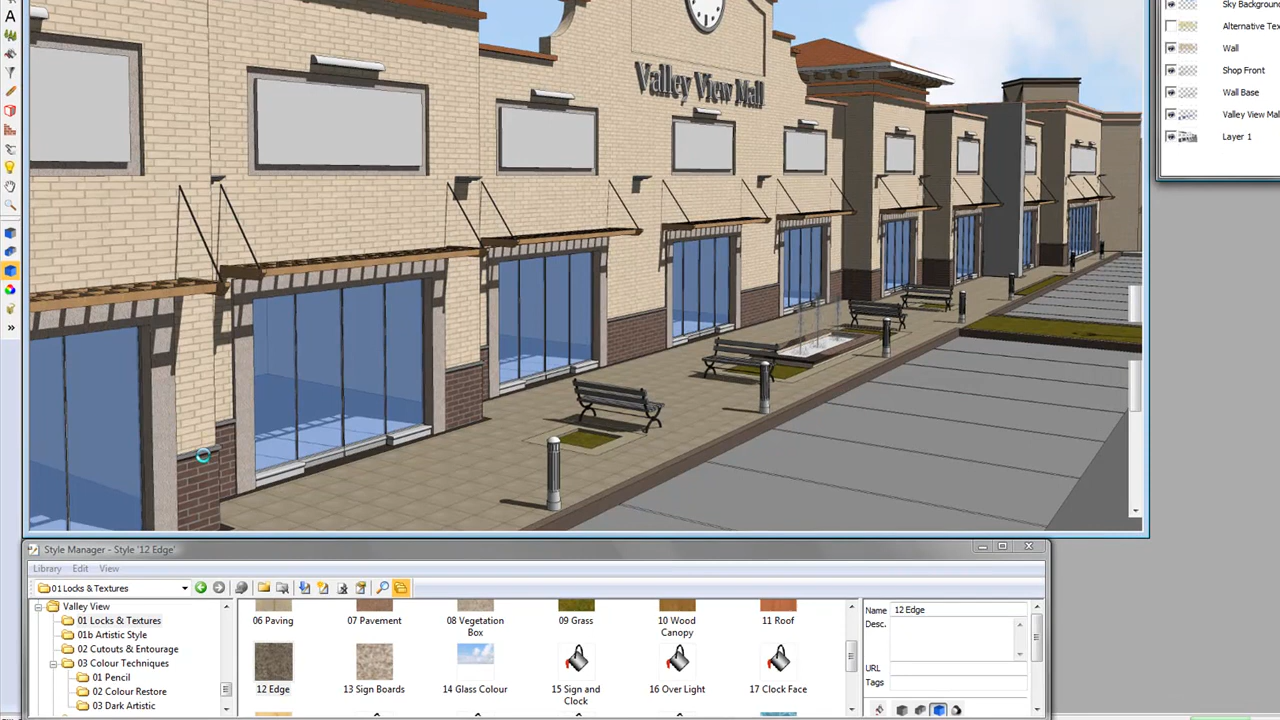 A
Sky Background
Alternative Tex
Wall
Shop Front
Wall Base
Valley View Ma
Layer 1
Valley View Mall
Style Manager - Style '12 Edge'
Library Edit View
01 Locks & Textures
Valley View
01 Locks & Textures
01b Artistic Style
02 Cutouts & Entourage
03 Colour Techniques
01 Pencil
02 Colour Restore
03 Dark Artistic
06 Paving 07 Pavement 08 Vegetation Box 09 Grass 10 Wood Canopy 11 Roof
12 Edge 13 Sign Boards 14 Glass Colour 15 Sign and Clock 16 Over Light 17 Clock Face
Name 12 Edge
Desc.
URL
Tags